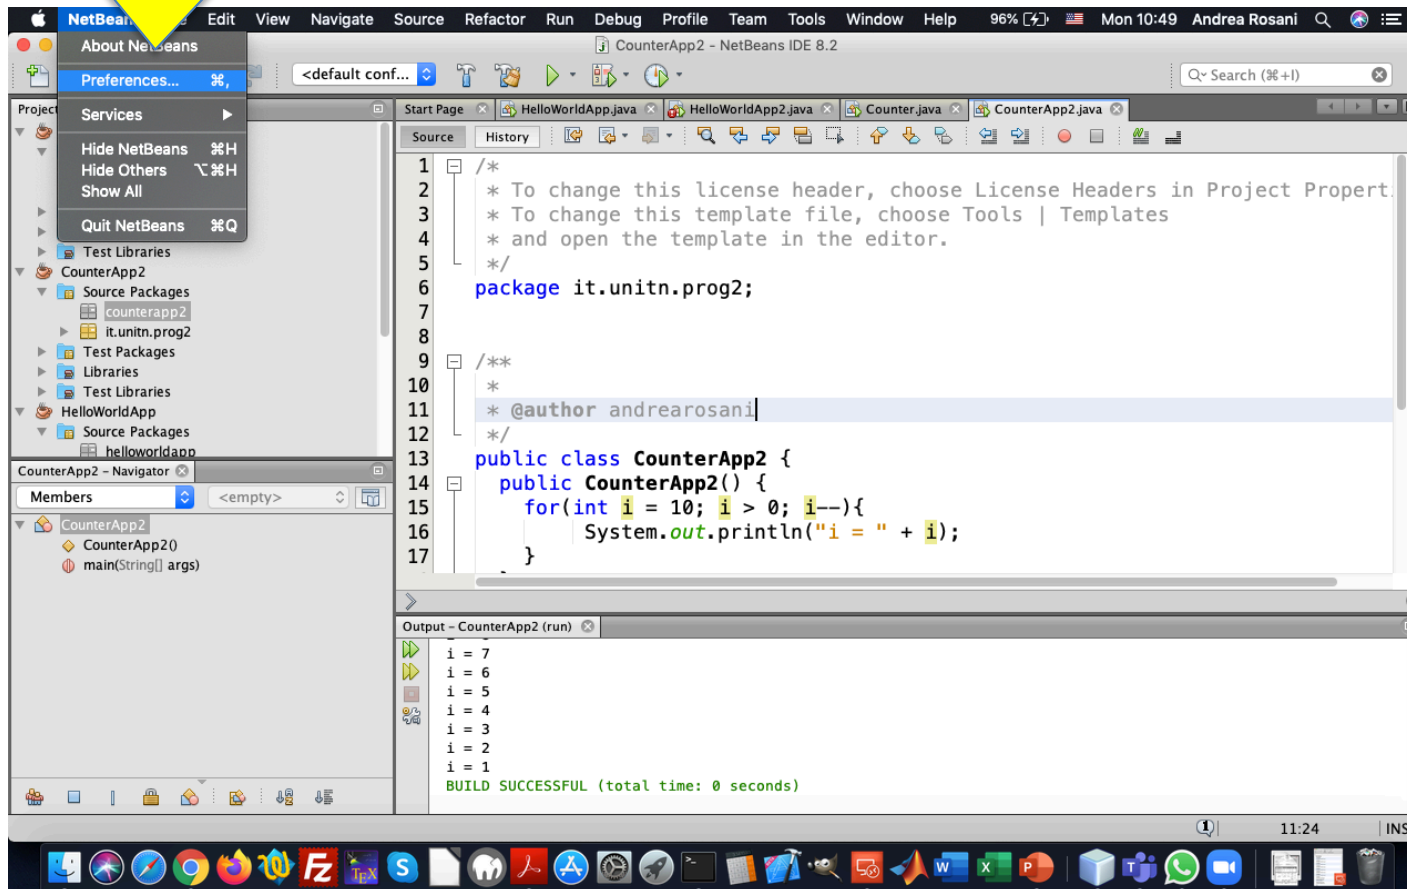 NetBean Edit View Navigate Source Refactor Run Debug Profile Team Tools Window Help 96% Mon 10:49 Andrea Rosani
CounterApp2 - NetBeans IDE 8.2
About NetBeans
Preferences... ⌘,
Services
Hide NetBeans ⌘H
Hide Others ⌥⌘H
Show All
Quit NetBeans ⌘Q
<default conf...
Search (⌘+I)
Project
Start Page HelloWorldApp.java HelloWorldApp2.java Counter.java CounterApp2.java
Source History
Test Libraries
CounterApp2
Source Packages
counterapp2
it.unitn.prog2
Test Packages
Libraries
Test Libraries
HelloWorldApp
Source Packages
helloworldapp
1 /*
2 * To change this license header, choose License Headers in Project Propert
3 * To change this template file, choose Tools | Templates
4 * and open the template in the editor.
5 */
6 package it.unitn.prog2;
7
8
9 /**
10 *
11 * @author andrearosani
12 */
13 public class CounterApp2 {
14 public CounterApp2() {
15 for(int i = 10; i > 0; i--){
16 System.out.println("i = " + i);
17 }
CounterApp2 - Navigator
Members <empty>
CounterApp2
CounterApp2()
main(String[] args)
Output - CounterApp2 (run)
i = 7
i = 6
i = 5
i = 4
i = 3
i = 2
i = 1
BUILD SUCCESSFUL (total time: 0 seconds)
1 11:24 INS